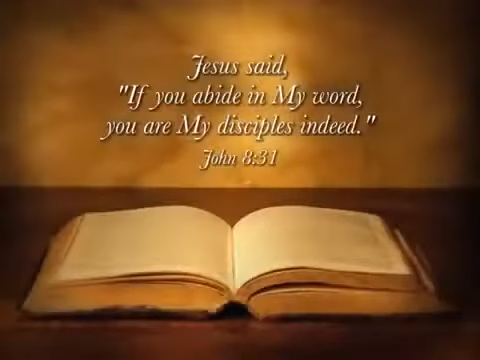 Jesus said,
"If you abide in My word,
you are My disciples indeed."
John 8:31